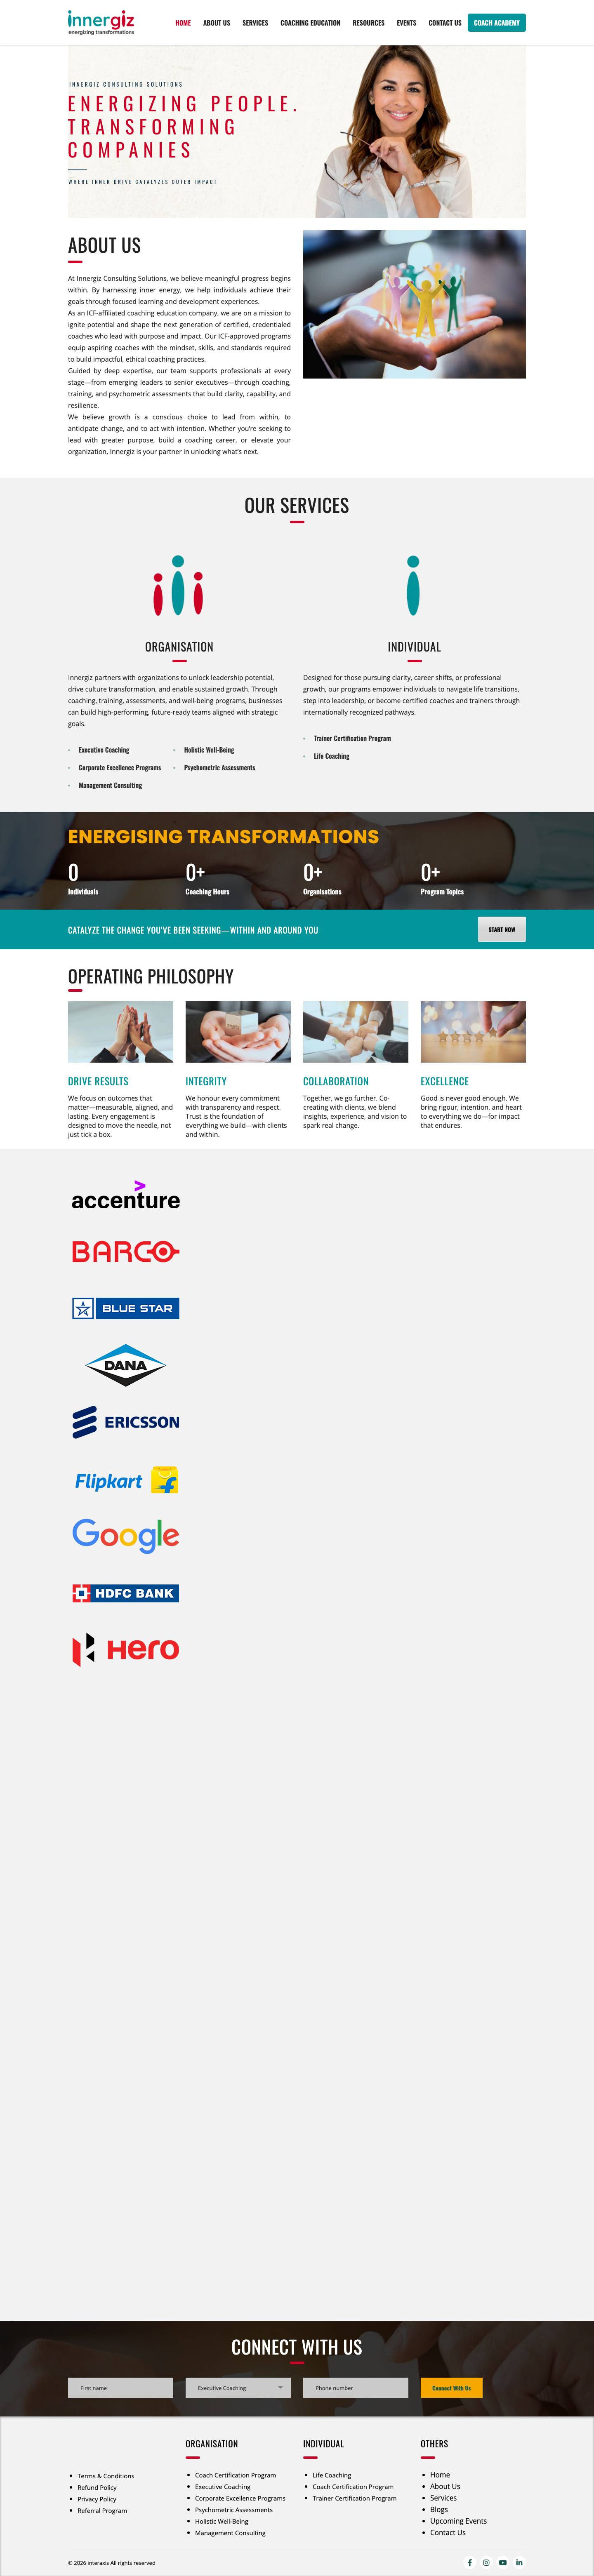 innergiz
energizing transformations
HOME ABOUT US SERVICES COACHING EDUCATION RESOURCES EVENTS CONTACT US COACH ACADEMY
INNERGIZ CONSULTING SOLUTIONS
ENERGIZING PEOPLE.
TRANSFORMING
COMPANIES
WHERE INNER DRIVE CATALYZES OUTER IMPACT
ABOUT US
At Innergiz Consulting Solutions, we believe meaningful progress begins
within. By harnessing inner energy, we help individuals achieve their
goals through focused learning and development experiences.
As an ICF-affiliated coaching education company, we are on a mission to
ignite potential and shape the next generation of certified, credentialed
coaches who lead with purpose and impact. Our ICF-approved programs
equip aspiring coaches with the mindset, skills, and standards required
to build impactful, ethical coaching practices.
Guided by deep expertise, our team supports professionals at every
stage—from emerging leaders to senior executives—through coaching,
training, and psychometric assessments that build clarity, capability, and
resilience.
We believe growth is a conscious choice to lead from within, to
anticipate change, and to act with intention. Whether you're seeking to
lead with greater purpose, build a coaching career, or elevate your
organization, Innergiz is your partner in unlocking what's next.
OUR SERVICES
ORGANISATION
Innergiz partners with organizations to unlock leadership potential,
drive culture transformation, and enable sustained growth. Through
coaching, training, assessments, and well-being programs, businesses
can build high-performing, future-ready teams aligned with strategic
goals.
Executive Coaching
Corporate Excellence Programs
Management Consulting
Holistic Well-Being
Psychometric Assessments
INDIVIDUAL
Designed for those pursuing clarity, career shifts, or professional
growth, our programs empower individuals to navigate life transitions,
step into leadership, or become certified coaches and trainers through
internationally recognized pathways.
Trainer Certification Program
Life Coaching
ENERGISING TRANSFORMATIONS
0
Individuals
0+
Coaching Hours
0+
Organisations
0+
Program Topics
CATALYZE THE CHANGE YOU'VE BEEN SEEKING—WITHIN AND AROUND YOU
START NOW
OPERATING PHILOSOPHY
DRIVE RESULTS
We focus on outcomes that
matter—measurable, aligned, and
lasting. Every engagement is
designed to move the needle, not
just tick a box.
INTEGRITY
We honour every commitment
with transparency and respect.
Trust is the foundation of
everything we build—with clients
and within.
COLLABORATION
Together, we go further. Co-
creating with clients, we blend
insights, experience, and vision to
spark real change.
EXCELLENCE
Good is never good enough. We
bring rigour, intention, and heart
to everything we do—for impact
that endures.
accenture
BARCO
BLUE STAR
DANA
ERICSSON
Flipkart
Google
HDFC BANK
Hero
CONNECT WITH US
First name
Executive Coaching
Phone number
Connect With Us
Terms & Conditions
Refund Policy
Privacy Policy
Referral Program
ORGANISATION
Coach Certification Program
Executive Coaching
Corporate Excellence Programs
Psychometric Assessments
Holistic Well-Being
Management Consulting
INDIVIDUAL
Life Coaching
Coach Certification Program
Trainer Certification Program
OTHERS
Home
About Us
Services
Blogs
Upcoming Events
Contact Us
© 2026 interaxis All rights reserved